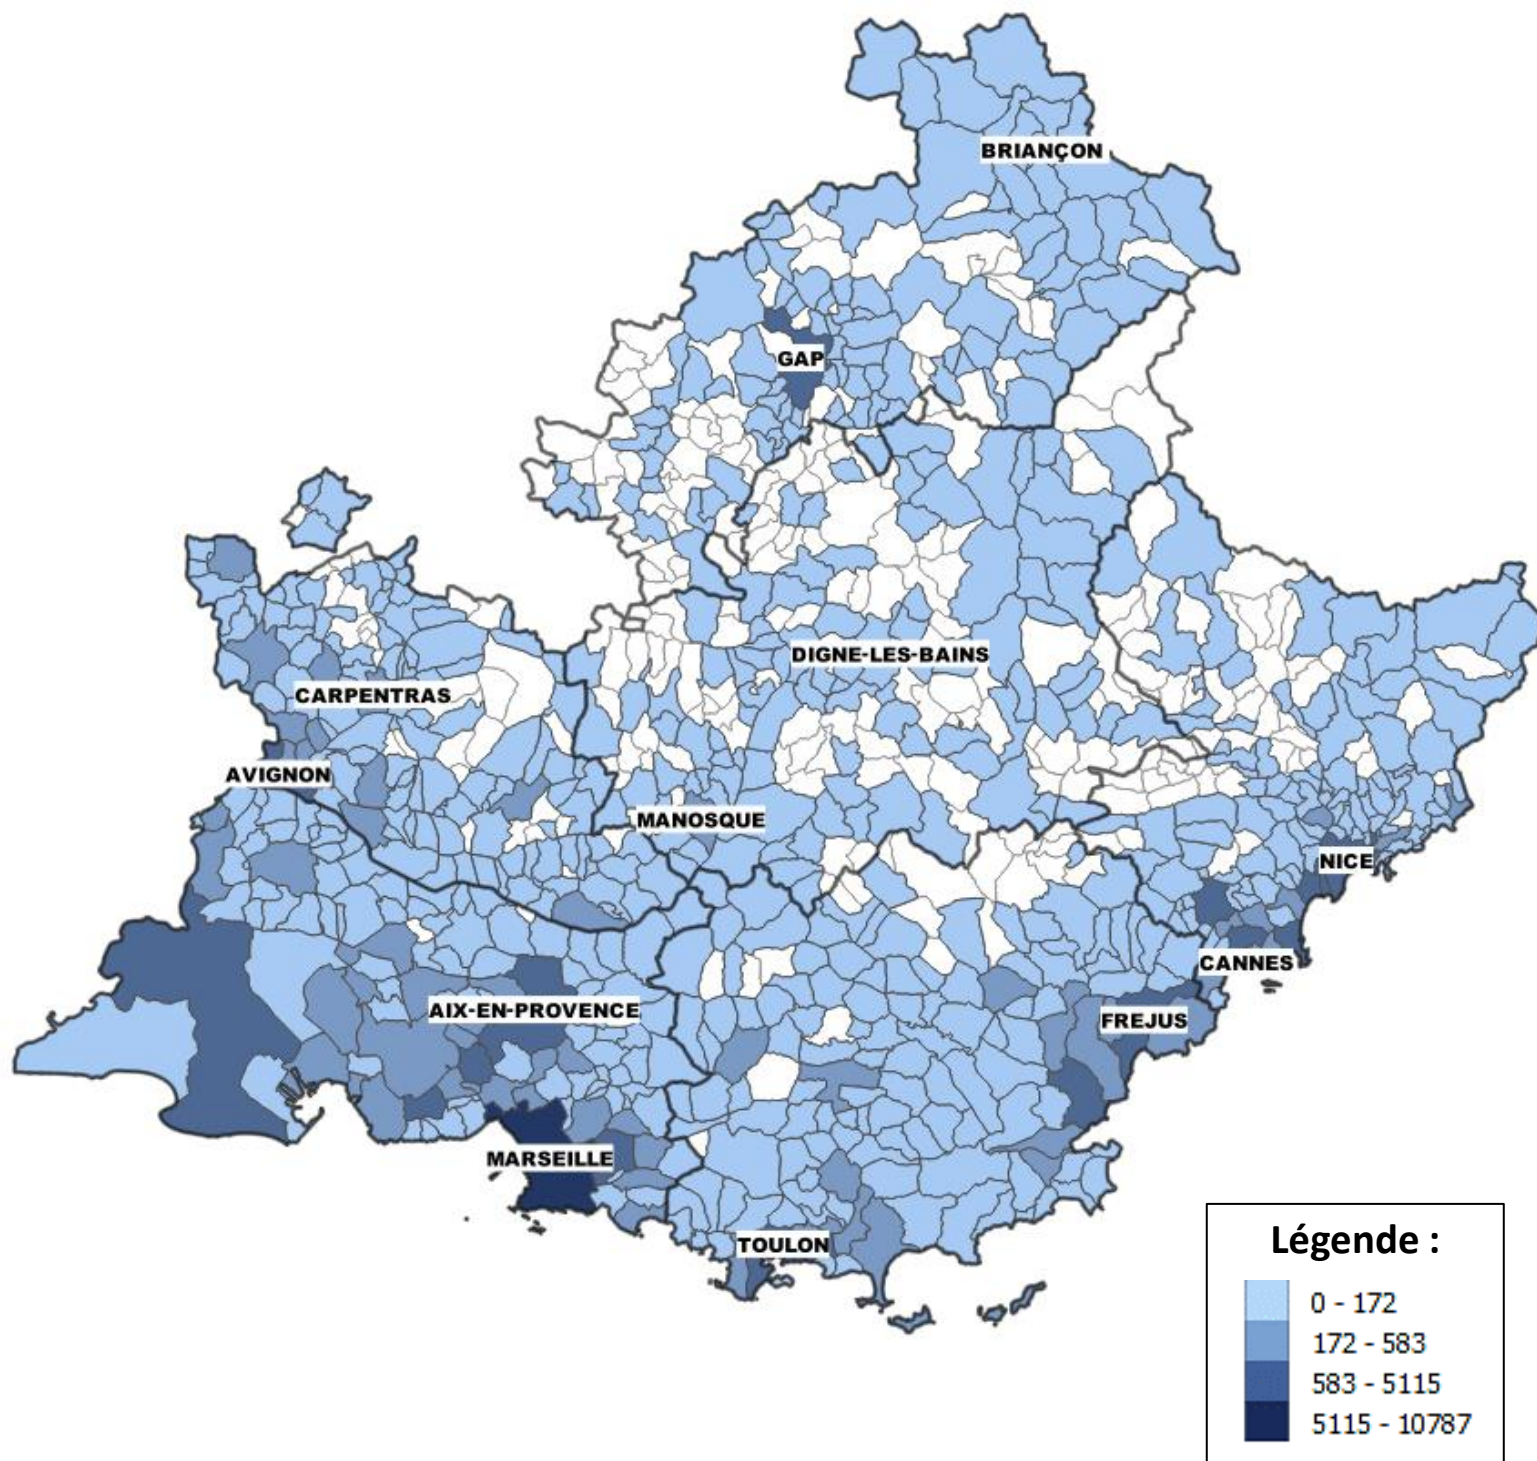 BRIANÇON
GAP
DIGNE-LES-BAINS
CARPENTRAS
AVIGNON
MANOSQUE
NICE
CANNES
AIX-EN-PROVENCE
FREJUS
MARSEILLE
TOULON
Légende :
0 - 172
172 - 583
583 - 5115
5115 - 10787